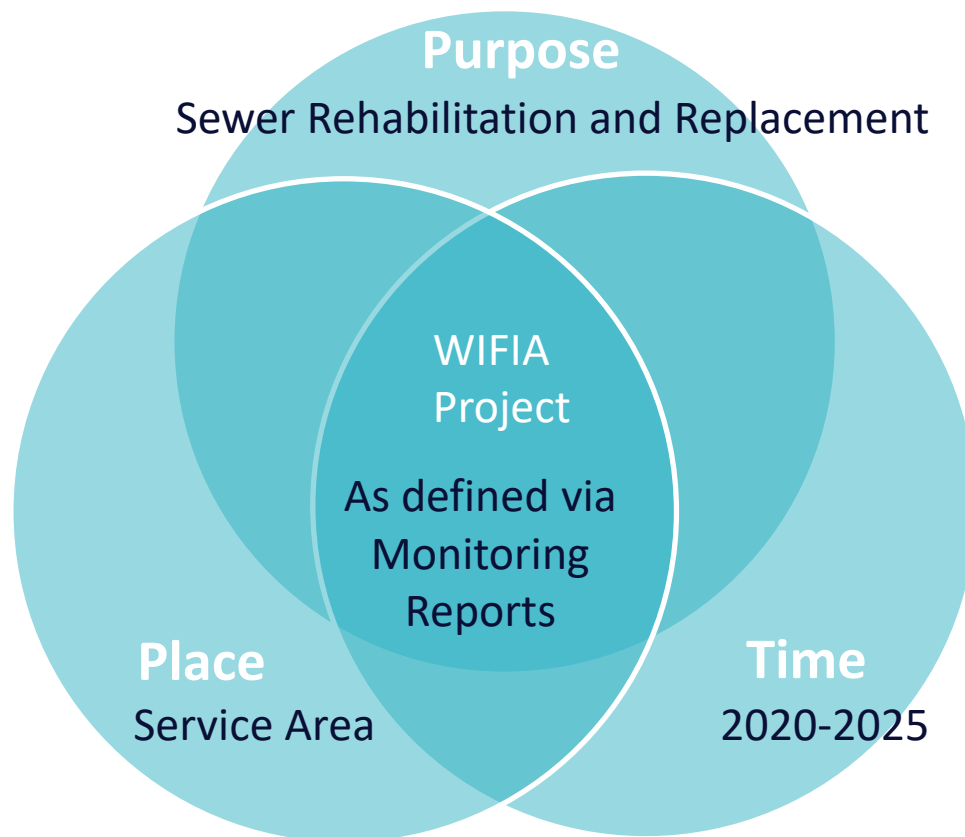 Purpose
Sewer Rehabilitation and Replacement
WIFIA
Project
As defined via
Monitoring
Reports
Place
Service Area
Time
2020-2025